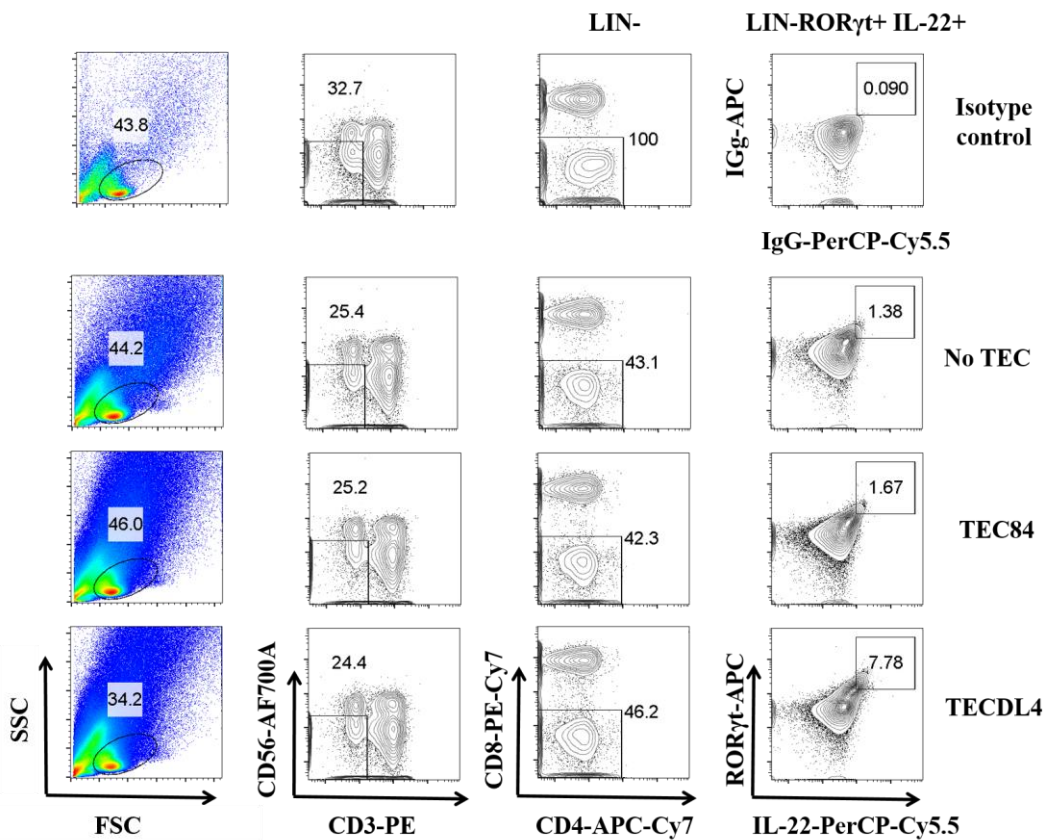 LIN-
LIN-RORγt+ IL-22+
43.8
32.7
100
IGg-APC
0.090
Isotype
control
IgG-PerCP-Cy5.5
44.2
25.4
43.1
1.38
No TEC
46.0
25.2
42.3
1.67
TEC84
SSC
34.2
CD56-AF700A
24.4
CD8-PE-Cy7
46.2
RORγt-APC
7.78
TECDL4
FSC
CD3-PE
CD4-APC-Cy7
IL-22-PerCP-Cy5.5